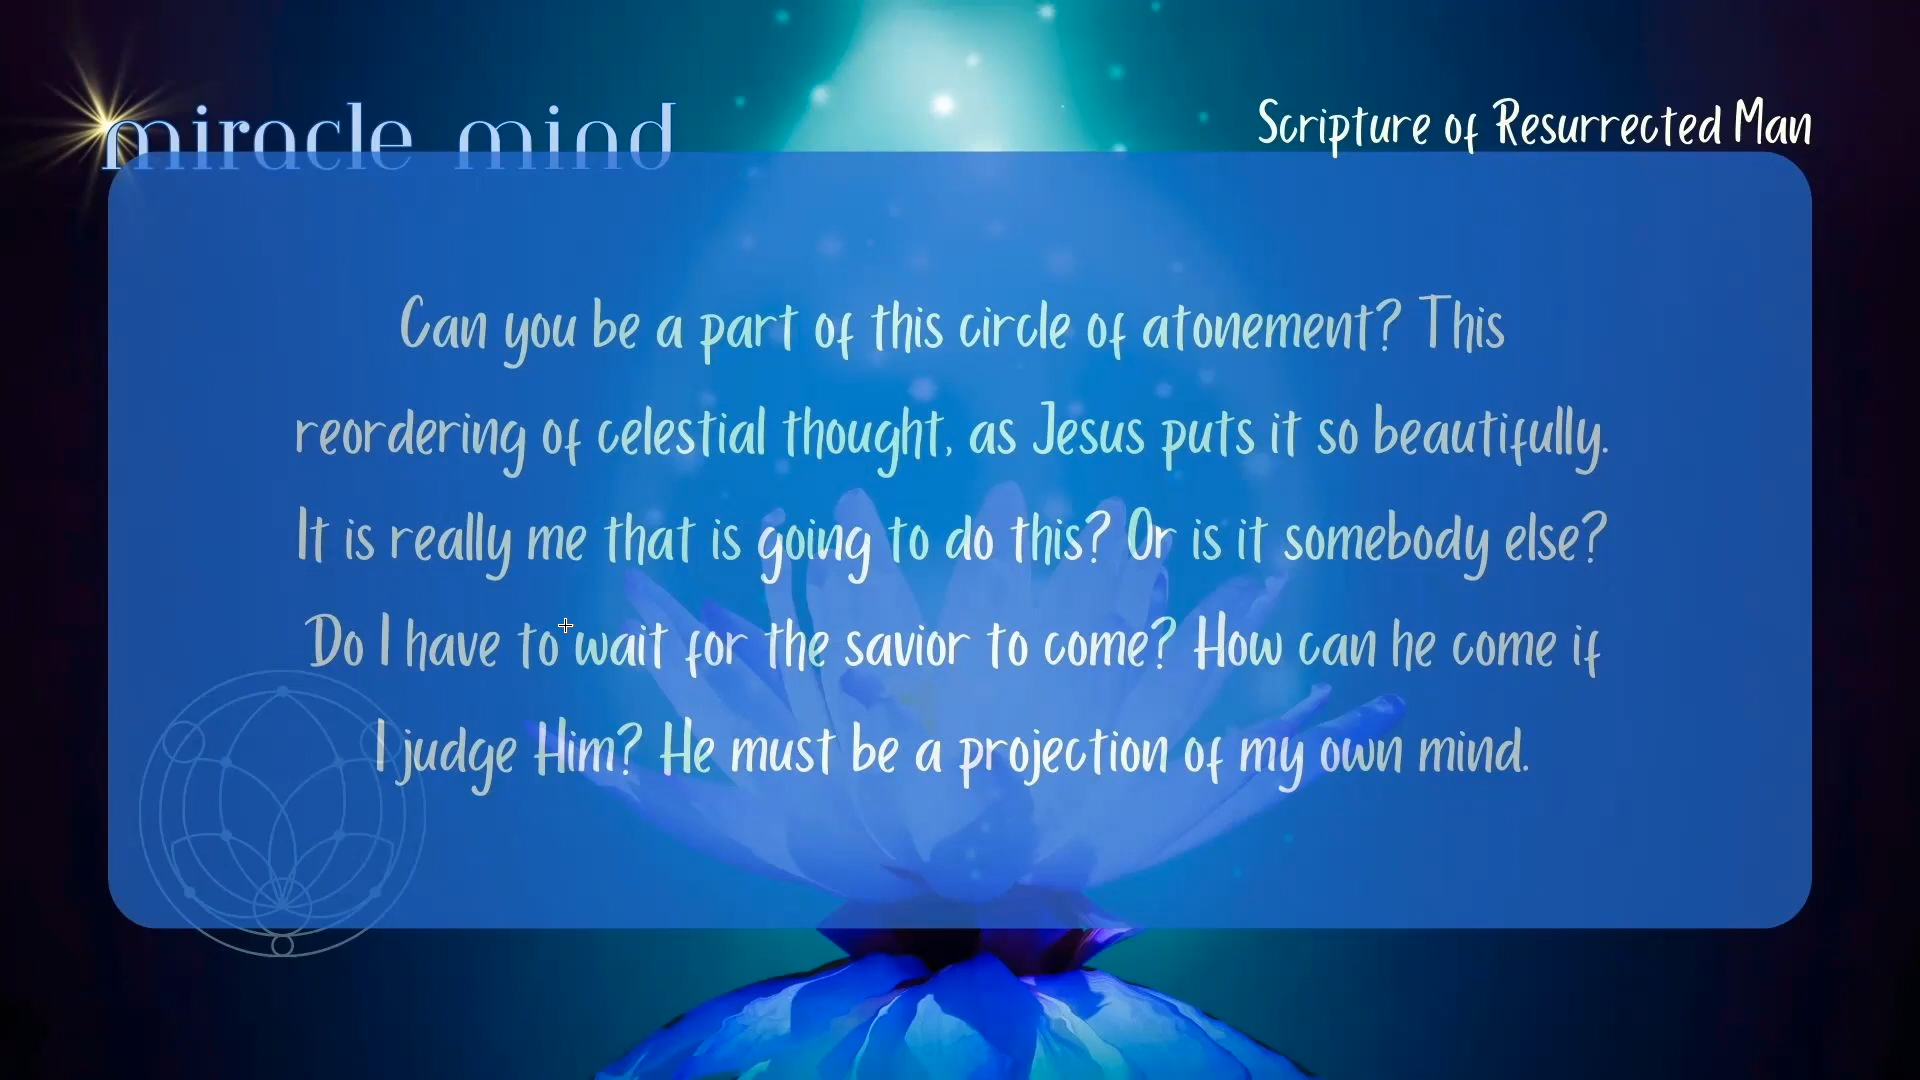 miracle mind
Scripture of Resurrected Man
Can you be a part of this circle of atonement? This
reordering of celestial thought, as Jesus puts it so beautifully.
It is really me that is going to do this? Or is it somebody else?
Do I have to wait for the savior to come? How can he come if
I judge Him? He must be a projection of my own mind.